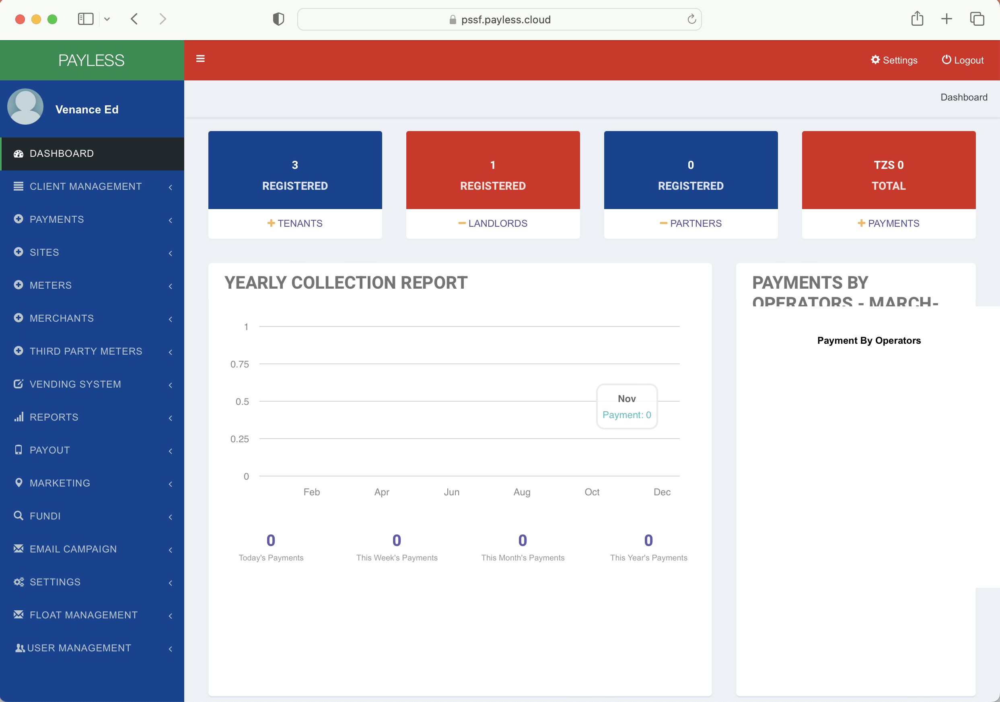 pssf.payless.cloud
PAYLESS
Settings
Logout
Venance Ed
Dashboard
DASHBOARD
CLIENT MANAGEMENT
PAYMENTS
SITES
METERS
MERCHANTS
THIRD PARTY METERS
VENDING SYSTEM
REPORTS
PAYOUT
MARKETING
FUNDI
EMAIL CAMPAIGN
SETTINGS
FLOAT MANAGEMENT
USER MANAGEMENT
3
REGISTERED
TENANTS
1
REGISTERED
LANDLORDS
0
REGISTERED
PARTNERS
TZS 0
TOTAL
PAYMENTS
YEARLY COLLECTION REPORT
1
0.75
0.5
0.25
0
Nov
Payment: 0
Feb Apr Jun Aug Oct Dec
0
Today's Payments
0
This Week's Payments
0
This Month's Payments
0
This Year's Payments
PAYMENTS BY
OPERATORS - MARCH-
Payment By Operators